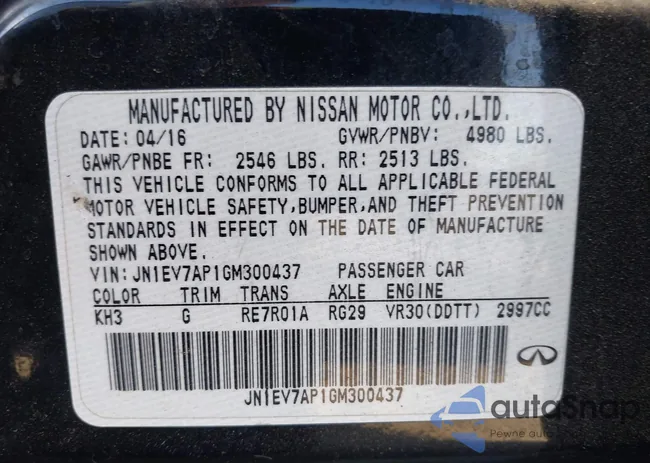 MANUFACTURED BY NISSAN MOTOR CO.,LTD.
DATE: 04/16 GVWR/PNBV: 4980 LBS.
GAWR/PNBE FR: 2546 LBS. RR: 2513 LBS.
THIS VEHICLE CONFORMS TO ALL APPLICABLE FEDERAL
MOTOR VEHICLE SAFETY,BUMPER,AND THEFT PREVENTION
STANDARDS IN EFFECT ON THE DATE OF MANUFACTURE
SHOWN ABOVE.
VIN:JN1EV7AP1GM300437 PASSENGER CAR
COLOR TRIM TRANS AXLE ENGINE
KH3 G RE7R01A RG29 VR30(DDTT) 2997CC
JN1EV7AP1GM300437
autoSnap
Pewne auto